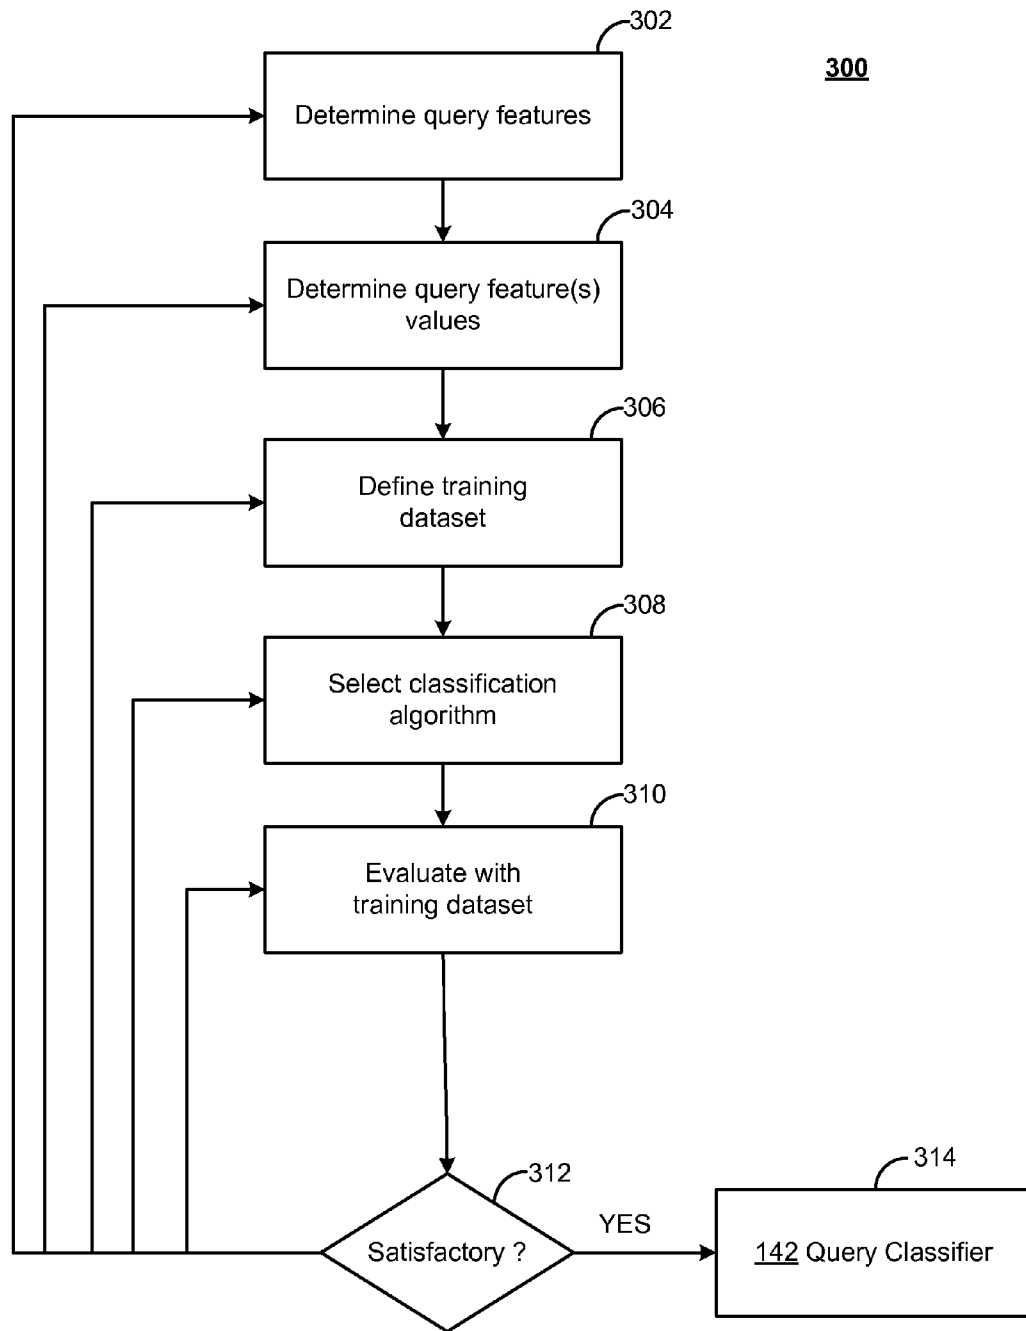 302
300
Determine query features
304
Determine query feature(s)
values
306
Define training
dataset
308
Select classification
algorithm
310
Evaluate with
training dataset
312
314
YES
Satisfactory ?
142 Query Classifier